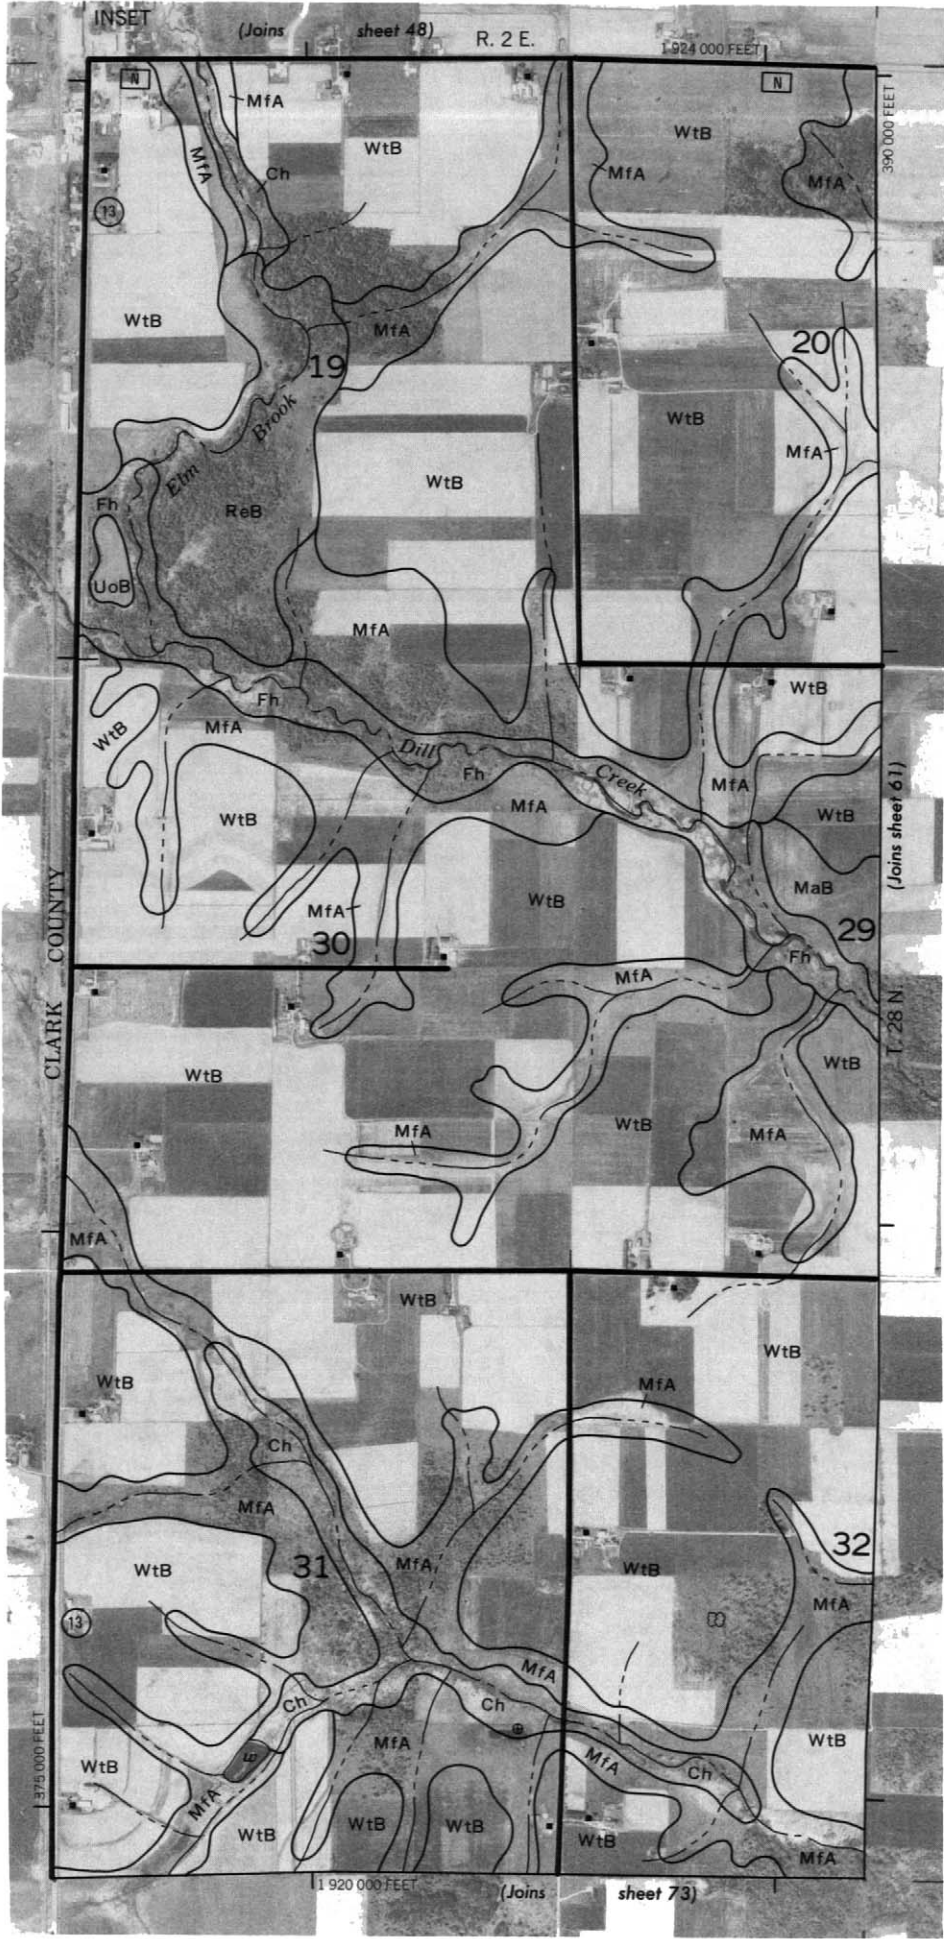 INSET
(Joins sheet 48)
R. 2 E.
1 924 000 FEET
N
N
390 000 FEET
MfA
WtB
WtB
MfA
Ch
MfA
MfA
13
WtB
MfA
20
19
WtB
Elm Brook
MfA
WtB
Fh
ReB
UoB
MfA
WtB
Fh
MfA
WtB
Dill Creek
Fh
MfA
MfA
WtB
WtB
(Joins sheet 61)
MaB
WtB
MfA
30
29
Fh
CLARK COUNTY
MfA
T. 28 N.
WtB
WtB
MfA
WtB
MfA
MfA
WtB
WtB
WtB
MfA
Ch
MfA
WtB
31
MfA
WtB
32
MfA
13
MfA
Ch
Ch
MfA
WtB
WtB
MfA
MfA
Ch
WtB
WtB
WtB
WtB
MfA
375 000 FEET
1 920 000 FEET
(Joins sheet 73)